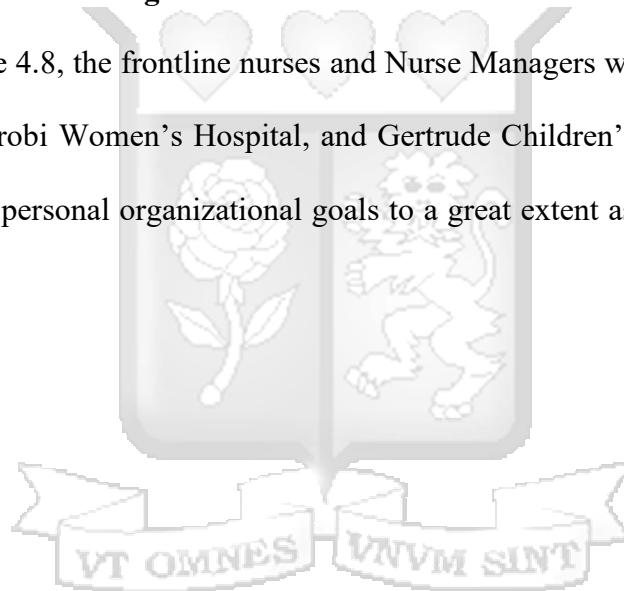 e 4.8, the frontline nurses and Nurse Managers w
robi Women’s Hospital, and Gertrude Children’
personal organizational goals to a great extent as
VT OMNES VNVM SINT